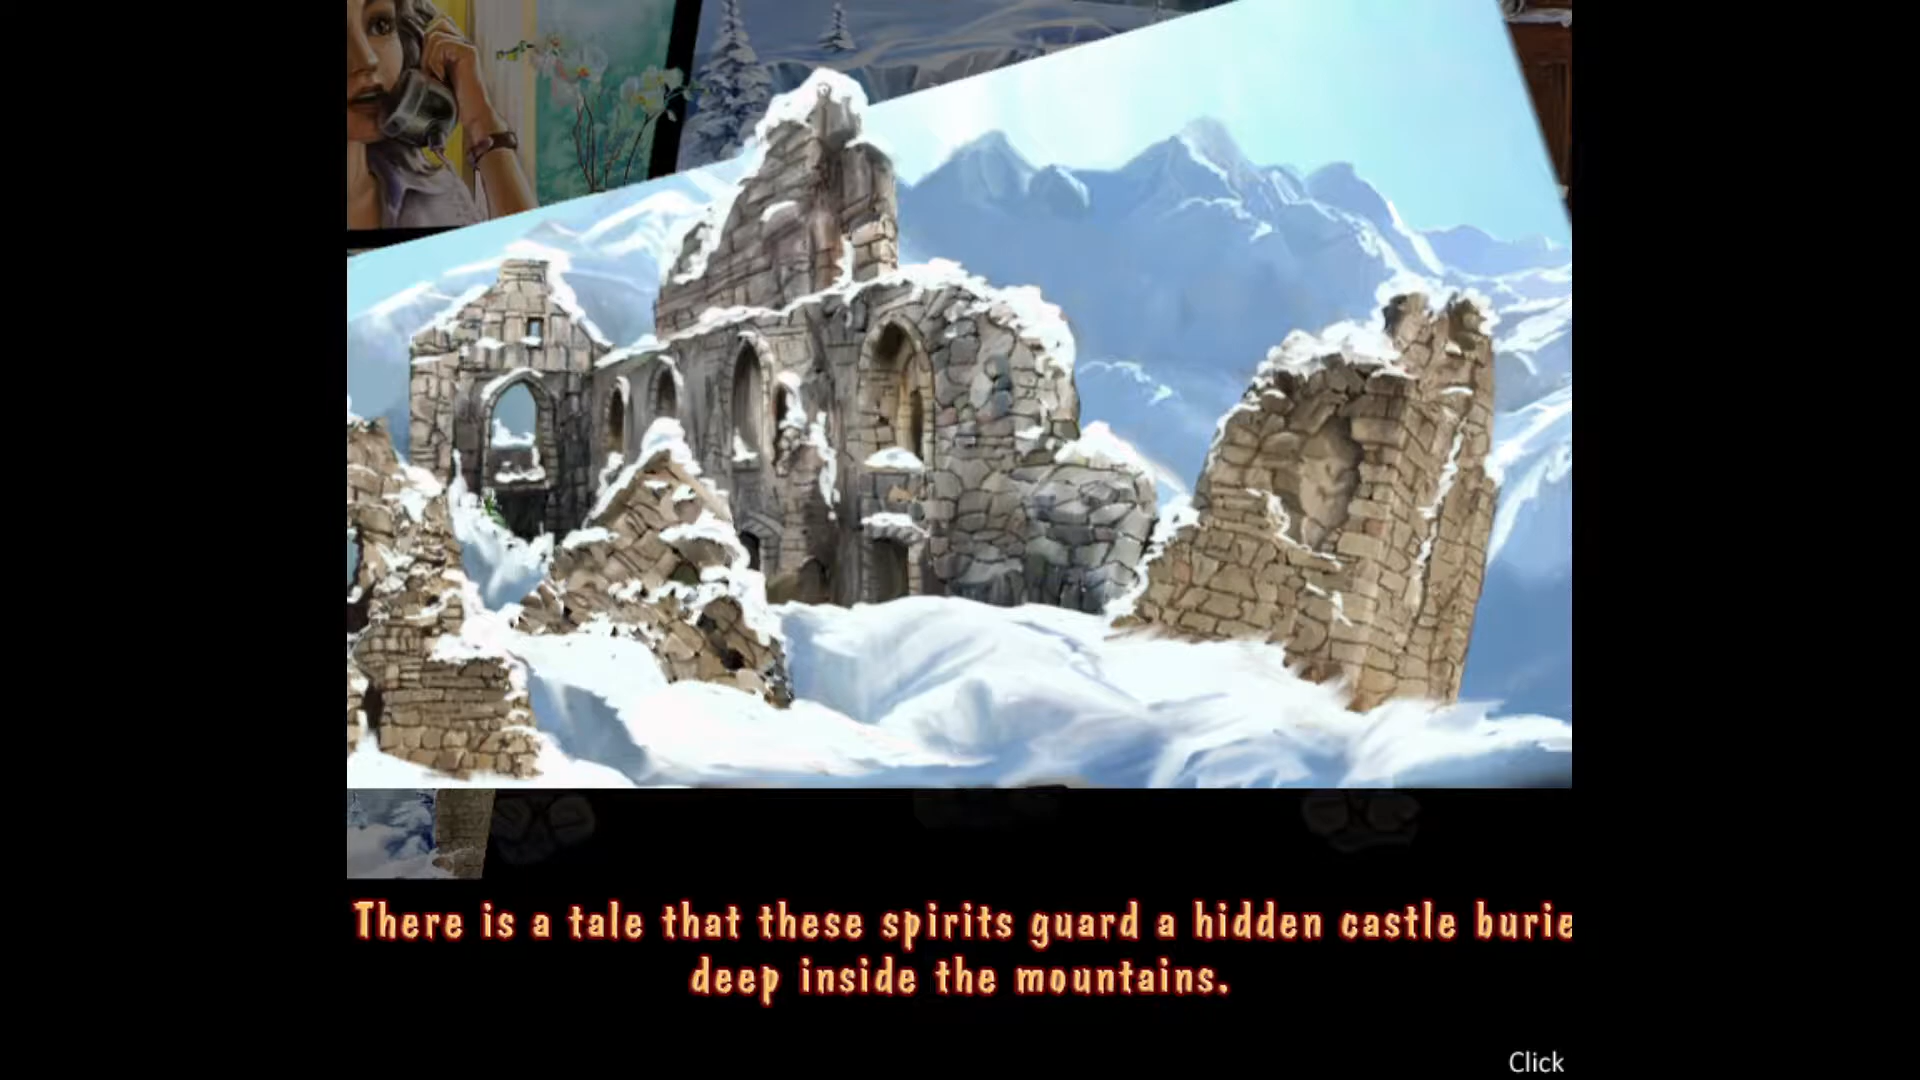 There is a tale that these spirits guard a hidden castle burie
deep inside the mountains.
Click